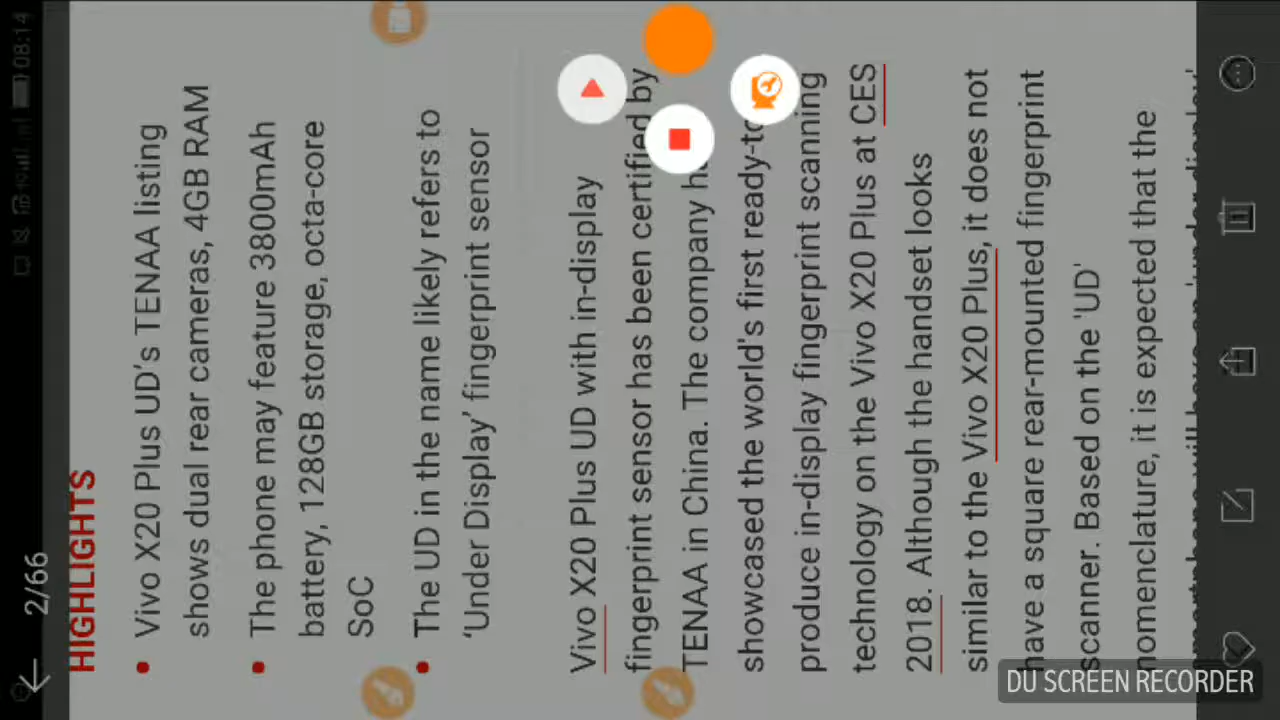 08:14
2/66
HIGHLIGHTS
Vivo X20 Plus UD's TENAA listing
shows dual rear cameras, 4GB RAM
The phone may feature 3800mAh
battery, 128GB storage, octa-core
SoC
The UD in the name likely refers to
'Under Display' fingerprint sensor
Vivo X20 Plus UD with in-display
fingerprint sensor has been certified by
TENAA in China. The company
showcased the world's first
produce in-display fingerprint scanning
technology on the Vivo X20 Plus at CES
2018. Although the handset looks
similar to the Vivo X20 Plus, it does not
have a square rear-mounted fingerprint
scanner. Based on the 'UD'
nomenclature, it is expected that the
DU SCREEN RECORDER